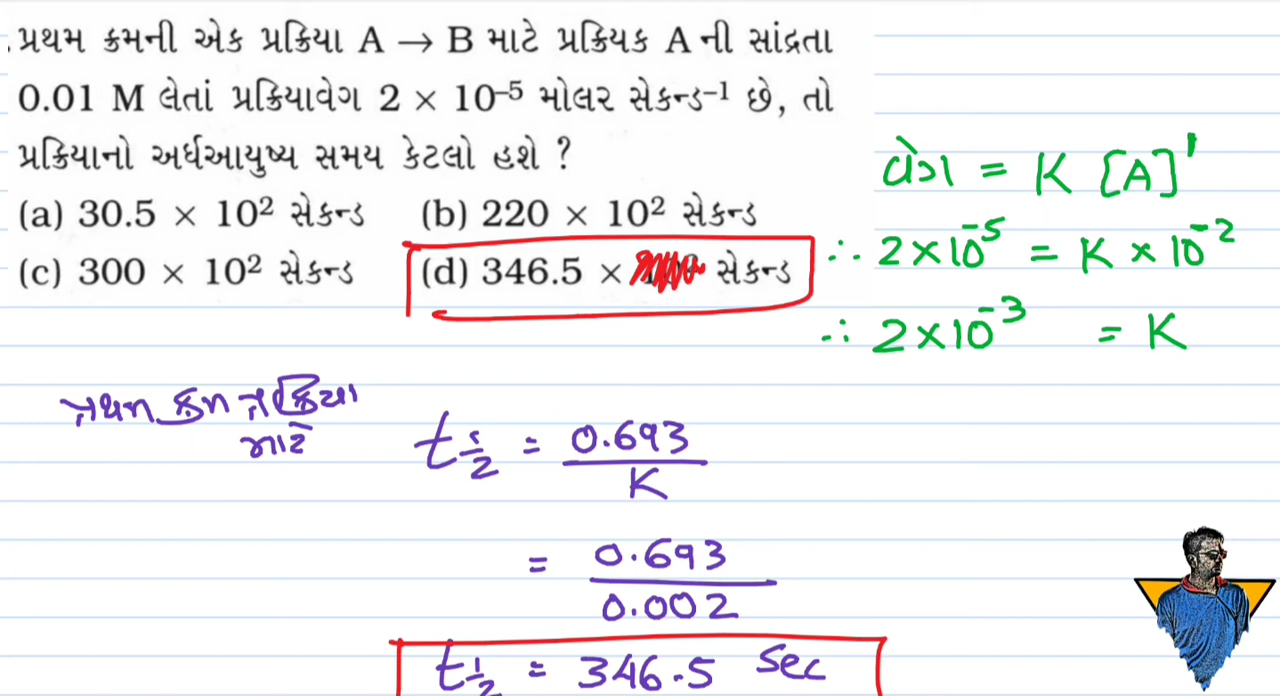 પ્રથમ ક્રમની એક પ્રક્રિયા A → B માટે પ્રક્રિયક A ની સાંદ્રતા
0.01 M લેતાં પ્રક્રિયાવેગ 2 × 10⁻⁵ મોલર સેકન્ડ⁻¹ છે, તો
પ્રક્રિયાનો અર્ધઆયુષ્ય સમય કેટલો હશે ?
(a) 30.5 × 10² સેકન્ડ (b) 220 × 10² સેકન્ડ
(c) 300 × 10² સેકન્ડ (d) 346.5 × સેકન્ડ
વેગ = K [A]¹
∴ 2×10⁻⁵ = K × 10⁻²
∴ 2×10⁻³ = K
પ્રથમ ક્રમ પ્રક્રિયા
માટે
t½ = 0.693 / K
= 0.693 / 0.002
t½ = 346.5 sec